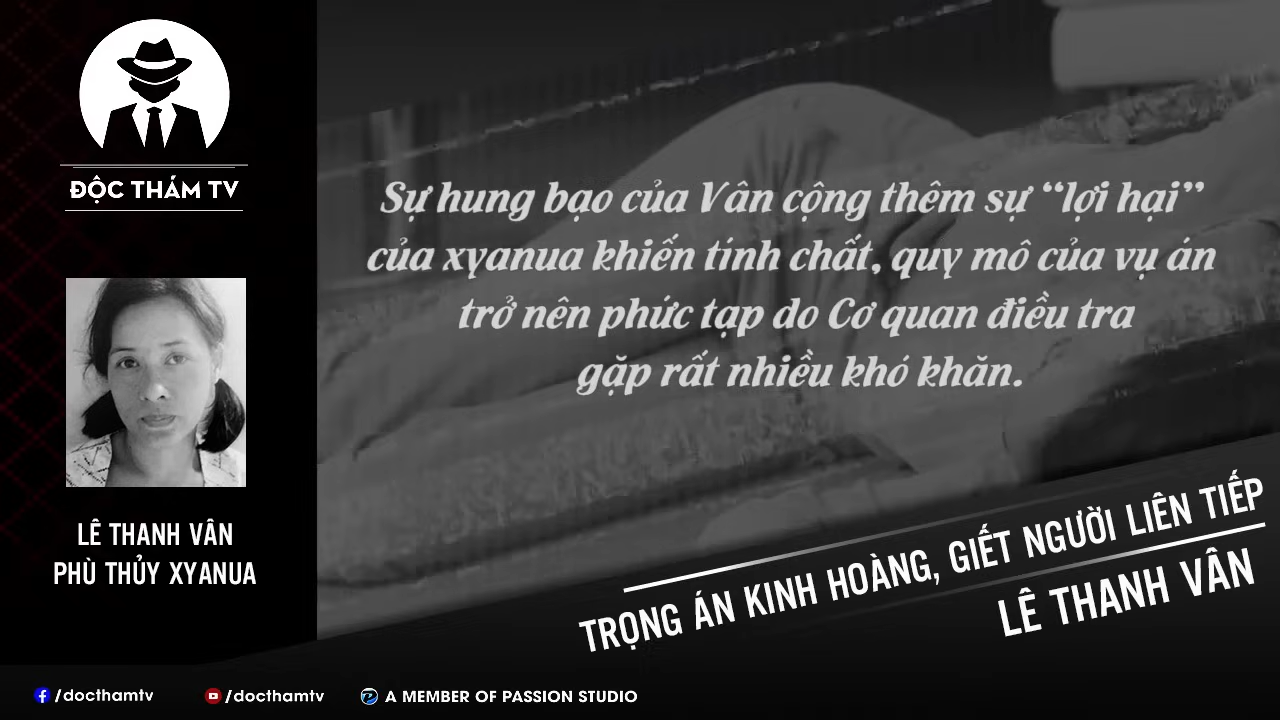 ĐỘC THÁM TV
LÊ THANH VÂN
PHÙ THỦY XYANUA
Sự hung bạo của Vân cộng thêm sự “lợi hại”
của xyanua khiến tính chất, quy mô của vụ án
trở nên phức tạp do Cơ quan điều tra
gặp rất nhiều khó khăn.
TRỌNG ÁN KINH HOÀNG, GIẾT NGƯỜI LIÊN TIẾP
LÊ THANH VÂN
/docthamtv
/docthamtv
A MEMBER OF PASSION STUDIO